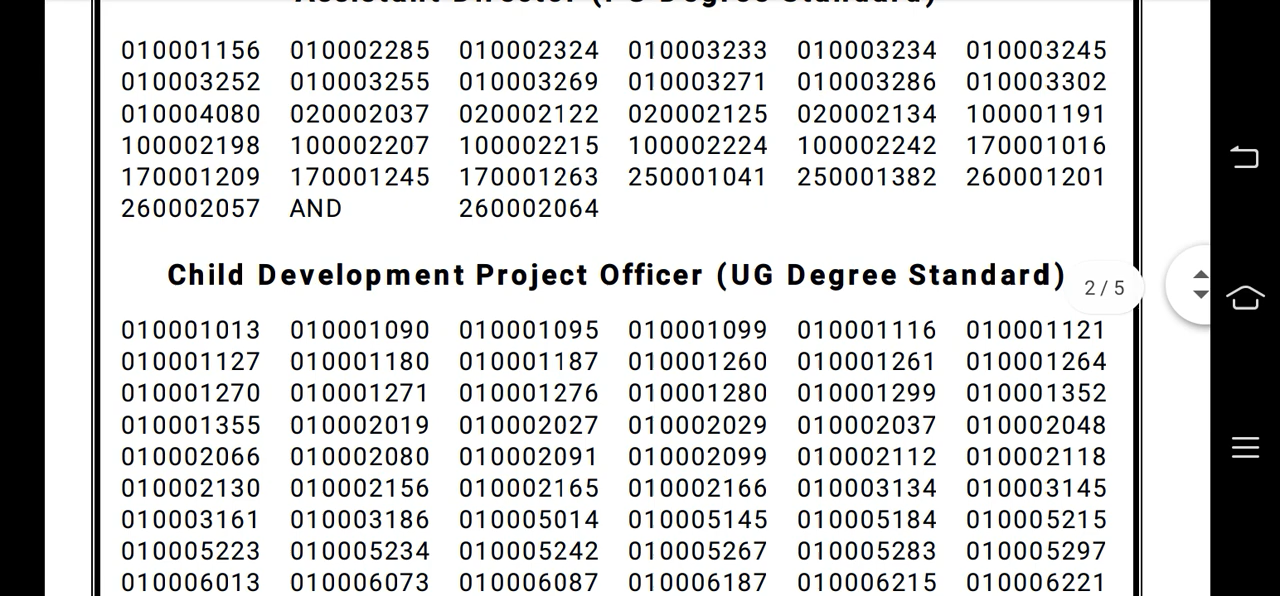 Assistant Director (PG Degree Standard)
010001156 010002285 010002324 010003233 010003234 010003245
010003252 010003255 010003269 010003271 010003286 010003302
010004080 020002037 020002122 020002125 020002134 100001191
100002198 100002207 100002215 100002224 100002242 170001016
170001209 170001245 170001263 250001041 250001382 260001201
260002057 AND 260002064
Child Development Project Officer (UG Degree Standard)
2 / 5
010001013 010001090 010001095 010001099 010001116 010001121
010001127 010001180 010001187 010001260 010001261 010001264
010001270 010001271 010001276 010001280 010001299 010001352
010001355 010002019 010002027 010002029 010002037 010002048
010002066 010002080 010002091 010002099 010002112 010002118
010002130 010002156 010002165 010002166 010003134 010003145
010003161 010003186 010005014 010005145 010005184 010005215
010005223 010005234 010005242 010005267 010005283 010005297
010006013 010006073 010006087 010006187 010006215 010006221